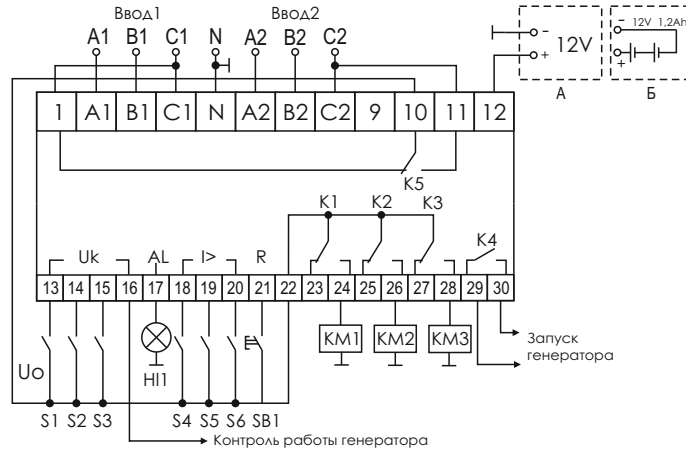 Ввод1 Ввод2
A1 B1 C1 N A2 B2 C2
- + 12V
- 12V 1,2Ah +
А Б
1 A1 B1 C1 N A2 B2 C2 9 10 11 12
K5
K1 K2 K3
K4
Uk AL I> R
13 14 15 16 17 18 19 20 21 22 23 24 25 26 27 28 29 30
KM1 KM2 KM3
Запуск
генератора
Uo
HI1
S1 S2 S3 S4 S5 S6 SB1
Контроль работы генератора